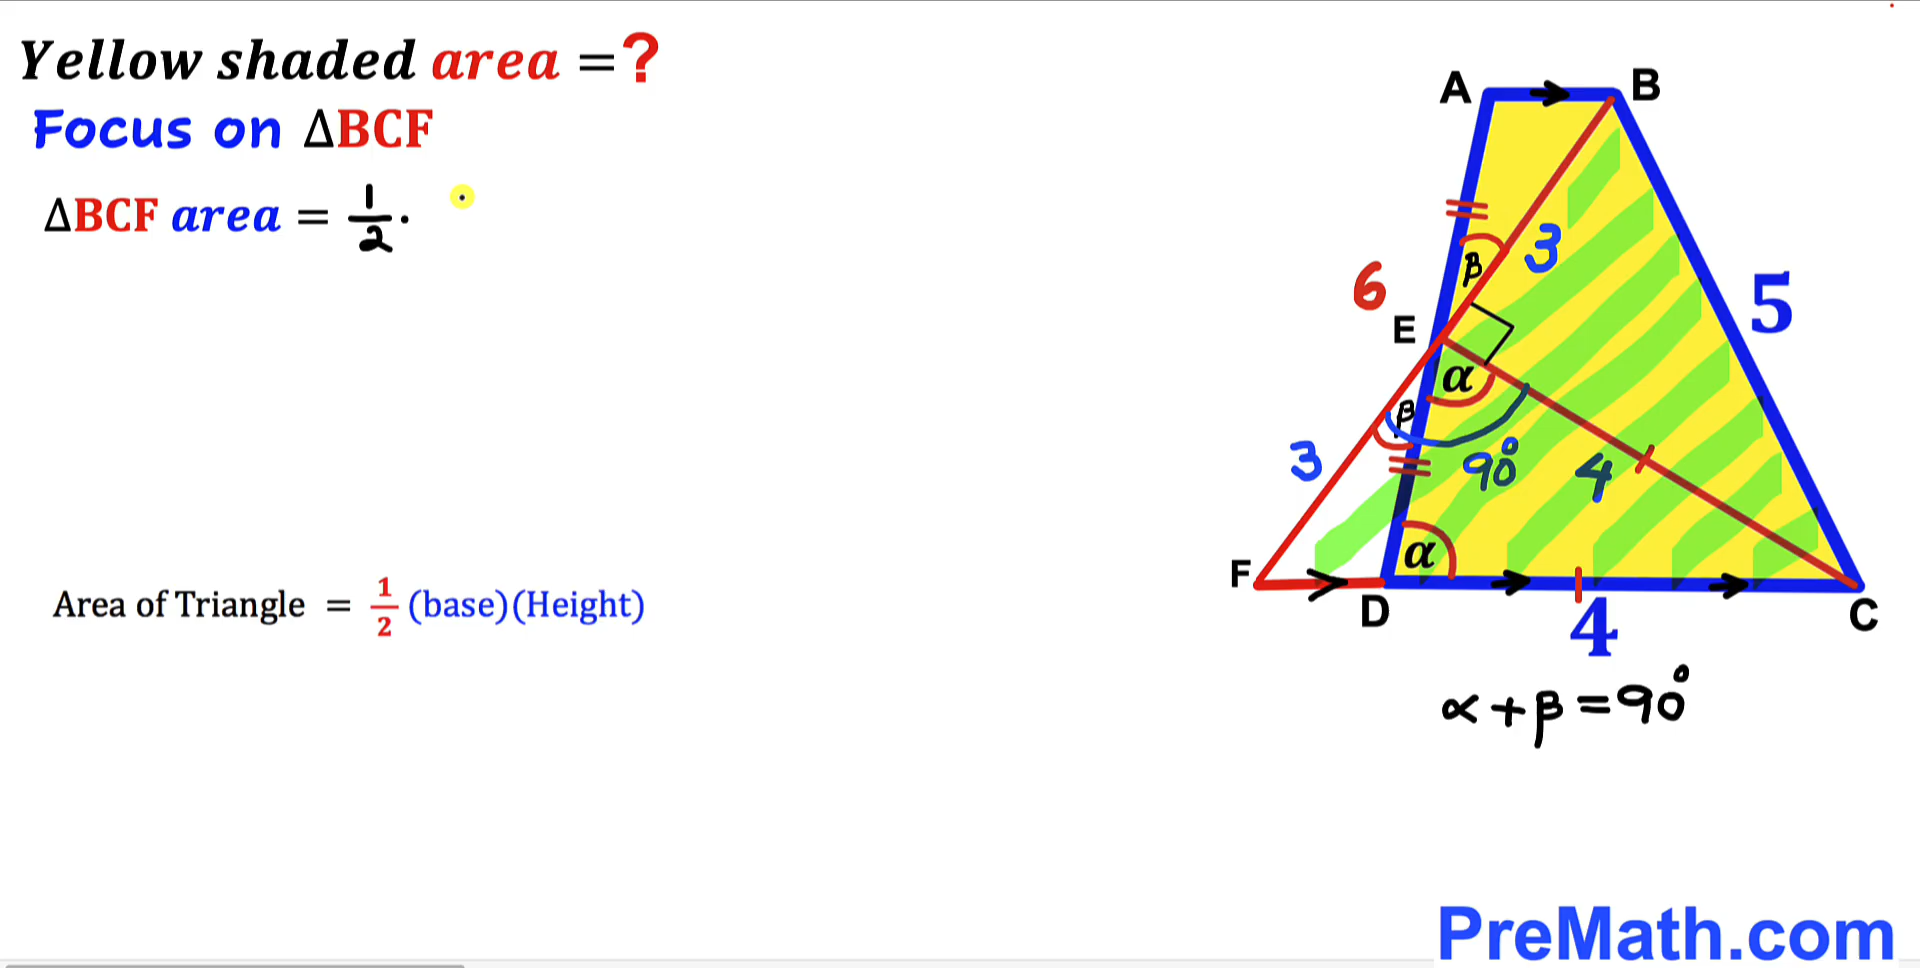 Yellow shaded area = ?
Focus on ΔBCF
ΔBCF area = 1/2 ·
Area of Triangle = 1/2 (base)(Height)
A
B
β
3
6
E
5
α
β
3
90°
4
F
α
D
4
C
α + β = 90°
PreMath.com